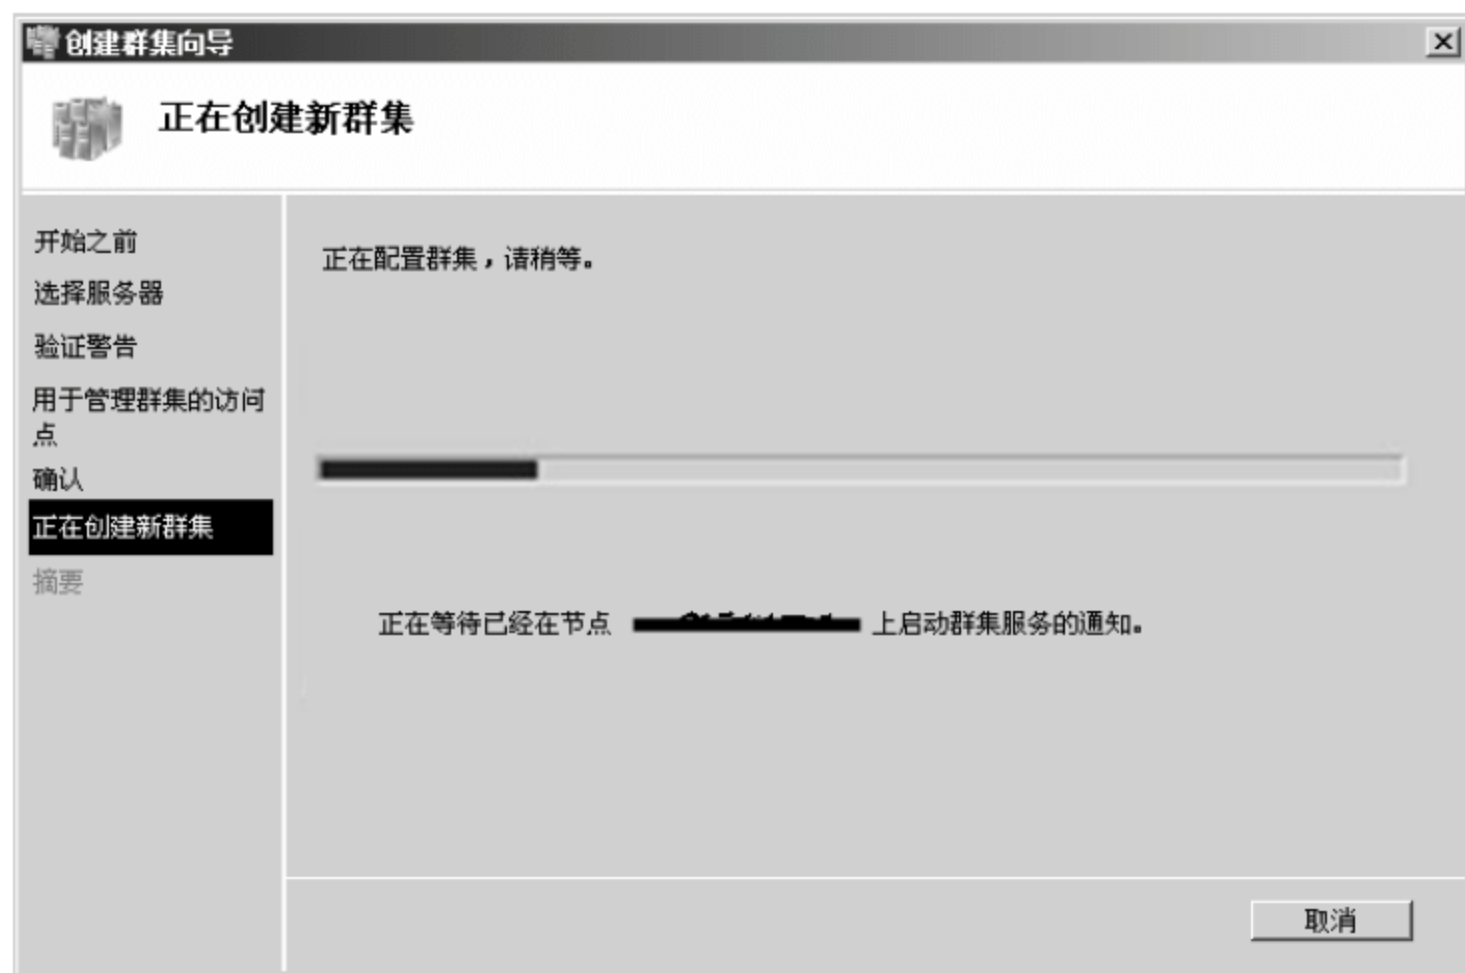 创建群集向导
正在创建新群集
开始之前
选择服务器
验证警告
用于管理群集的访问
点
确认
正在创建新群集
摘要
正在配置群集，请稍等。
正在等待已经在节点 上启动群集服务的通知。
取消